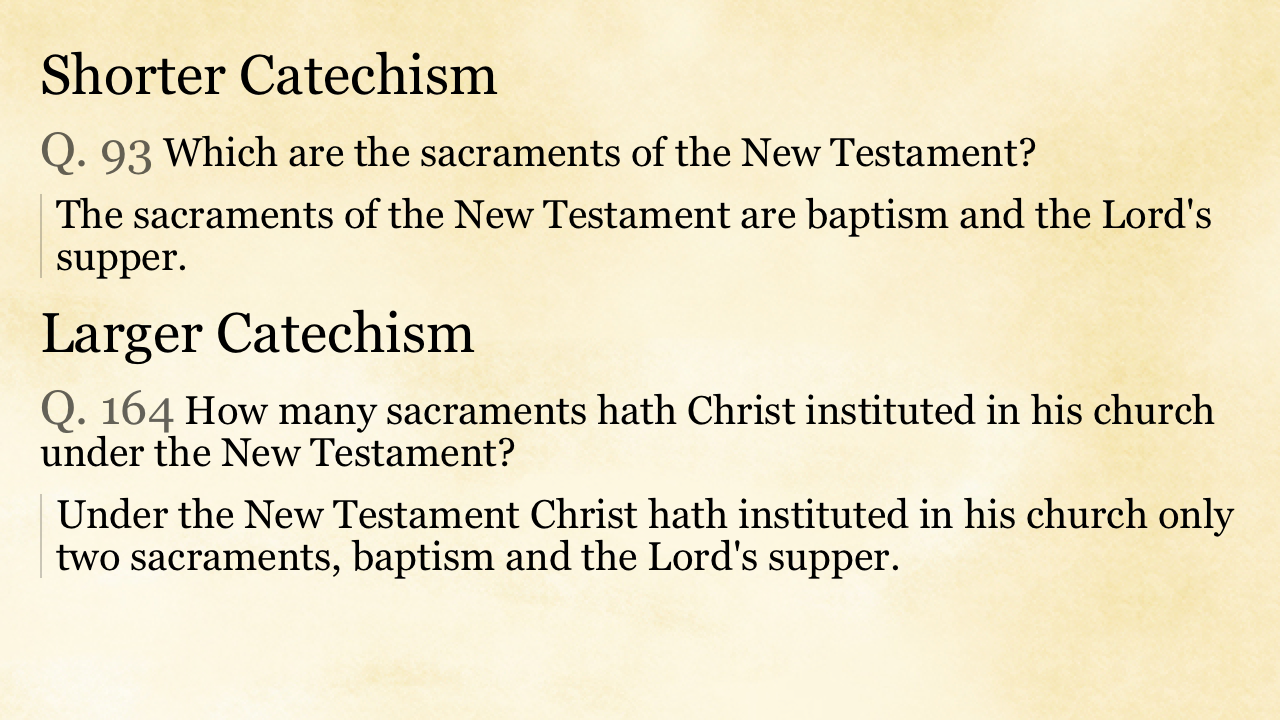 Shorter Catechism
Q. 93 Which are the sacraments of the New Testament?
The sacraments of the New Testament are baptism and the Lord's
supper.
Larger Catechism
Q. 164 How many sacraments hath Christ instituted in his church
under the New Testament?
Under the New Testament Christ hath instituted in his church only
two sacraments, baptism and the Lord's supper.